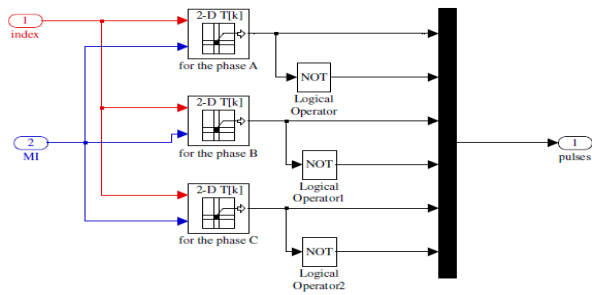 1
index
2-D T[k]
for the phase A
NOT
Logical
Operator
2
MI
2-D T[k]
for the phase B
NOT
Logical
Operator1
2-D T[k]
for the phase C
NOT
Logical
Operator2
1
pulses